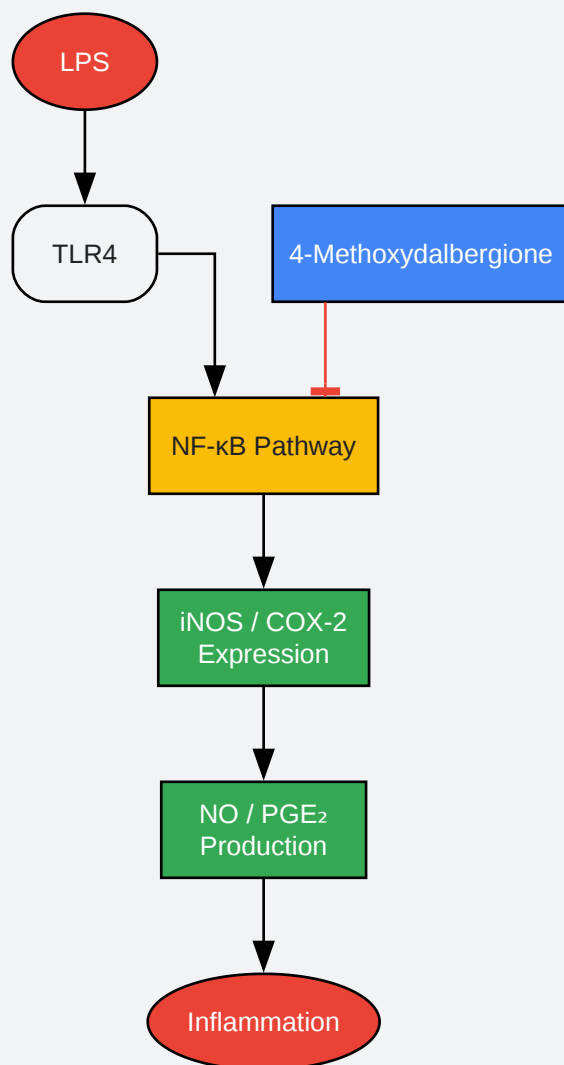 LPS
TLR4
4-Methoxydalbergione
NF-κB Pathway
iNOS / COX-2
Expression
NO / PGE₂
Production
Inflammation